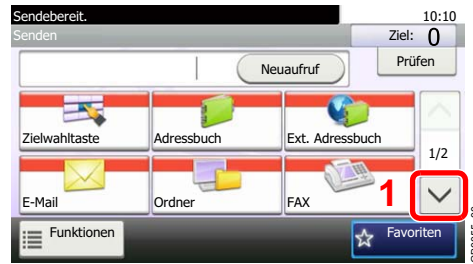 Sendebereit. 10:10
Senden Ziel: 0
Neuaufruf Prüfen
Zielwahltaste Adressbuch Ext. Adressbuch
1/2
E-Mail Ordner FAX 1
Funktionen Favoriten